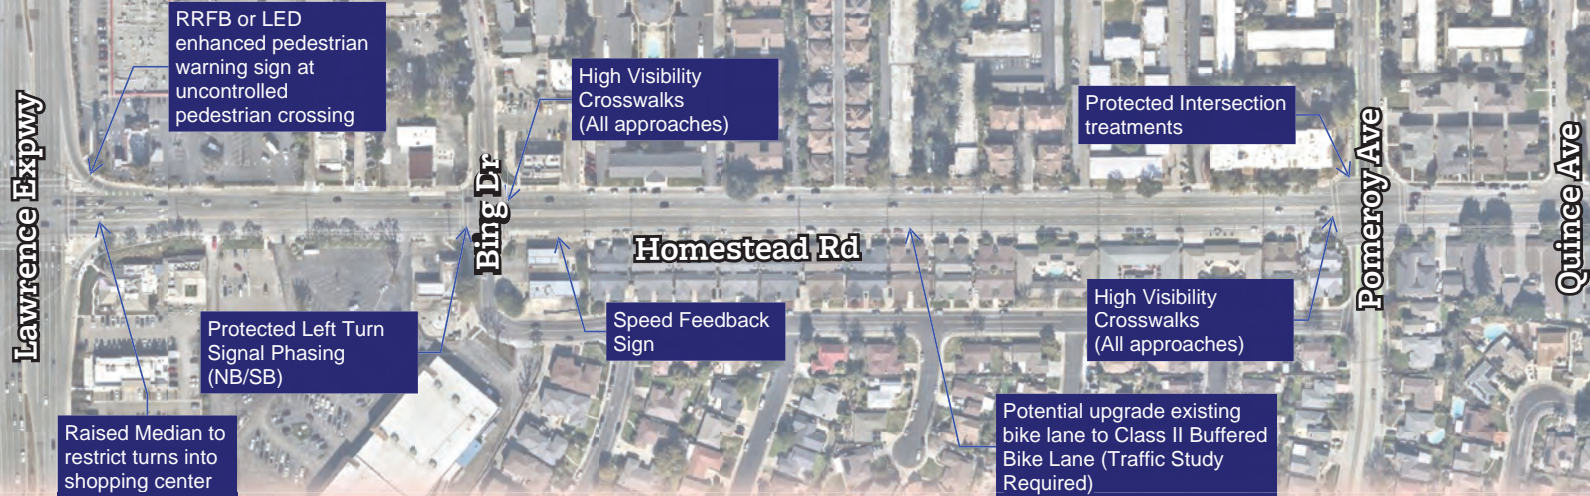 RRFB or LED
enhanced pedestrian
warning sign at
uncontrolled
pedestrian crossing
High Visibility
Crosswalks
(All approaches)
Protected Intersection
treatments
Lawrence Expwy
Bing Dr
Homestead Rd
Pomeroy Ave
Quince Ave
Protected Left Turn
Signal Phasing
(NB/SB)
Speed Feedback
Sign
High Visibility
Crosswalks
(All approaches)
Raised Median to
restrict turns into
shopping center
Potential upgrade existing
bike lane to Class II Buffered
Bike Lane (Traffic Study
Required)